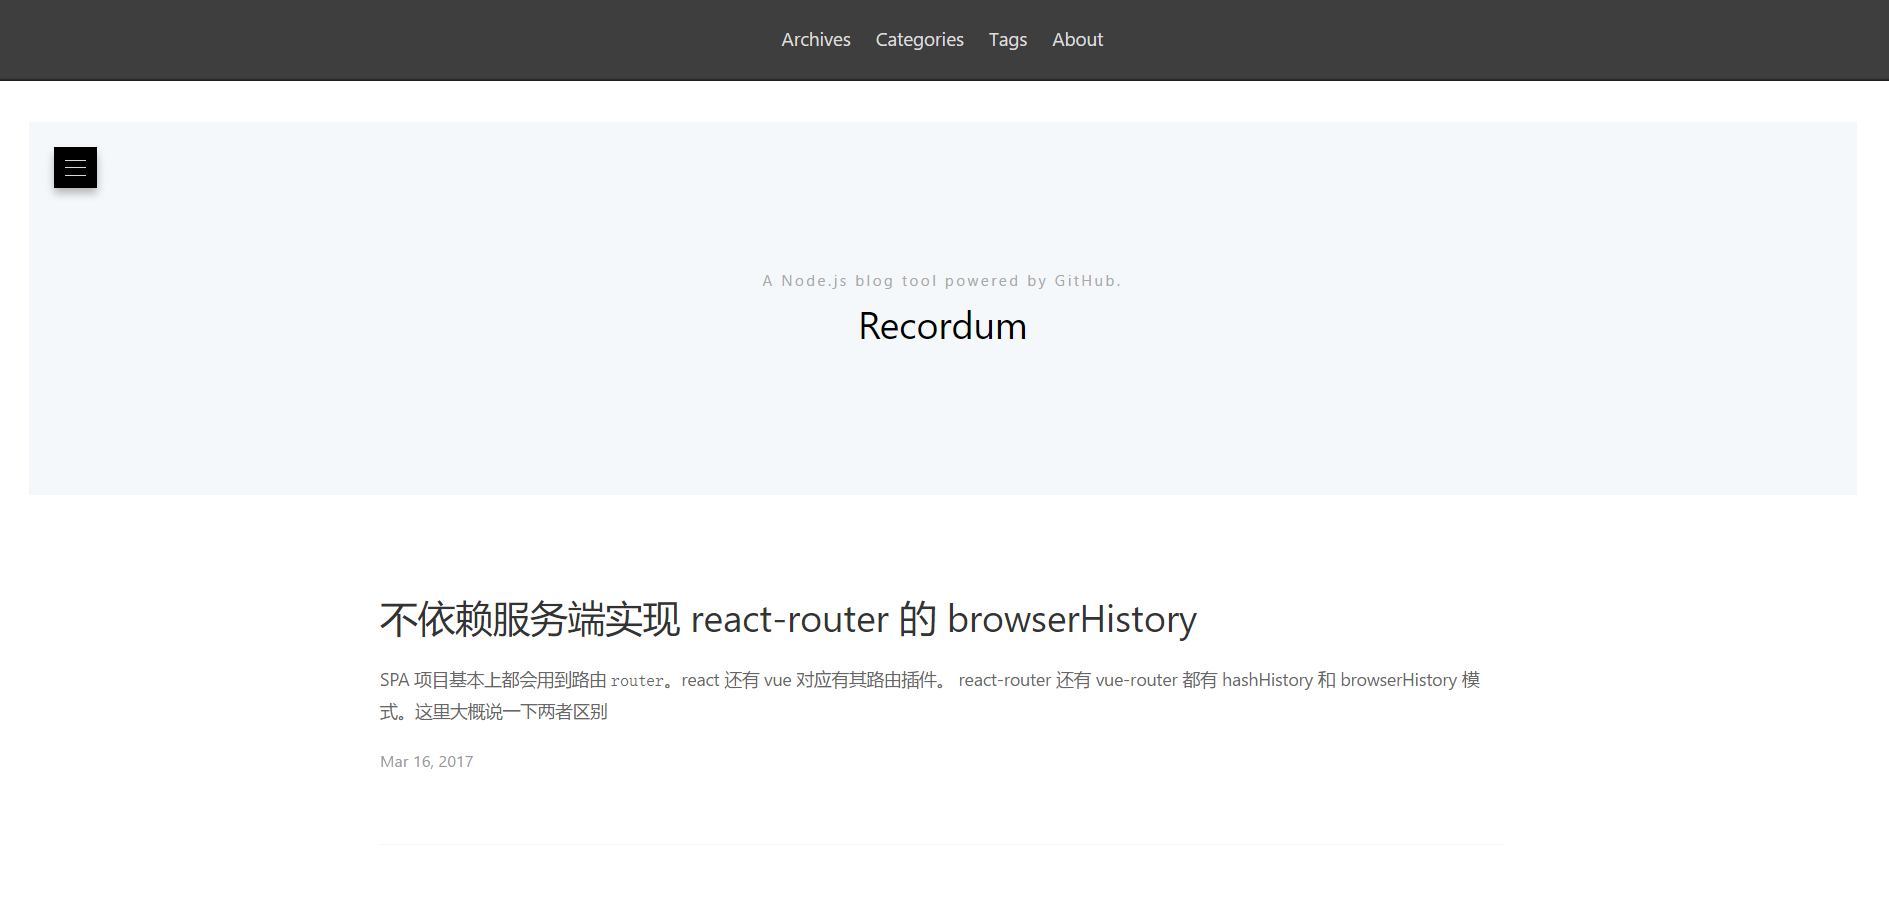 Archives Categories Tags About
A Node.js blog tool powered by GitHub.
Recordum
不依赖服务端实现 react-router 的 browserHistory
SPA 项目基本上都会用到路由 router。react 还有 vue 对应有其路由插件。 react-router 还有 vue-router 都有 hashHistory 和 browserHistory 模
式。这里大概说一下两者区别
Mar 16, 2017